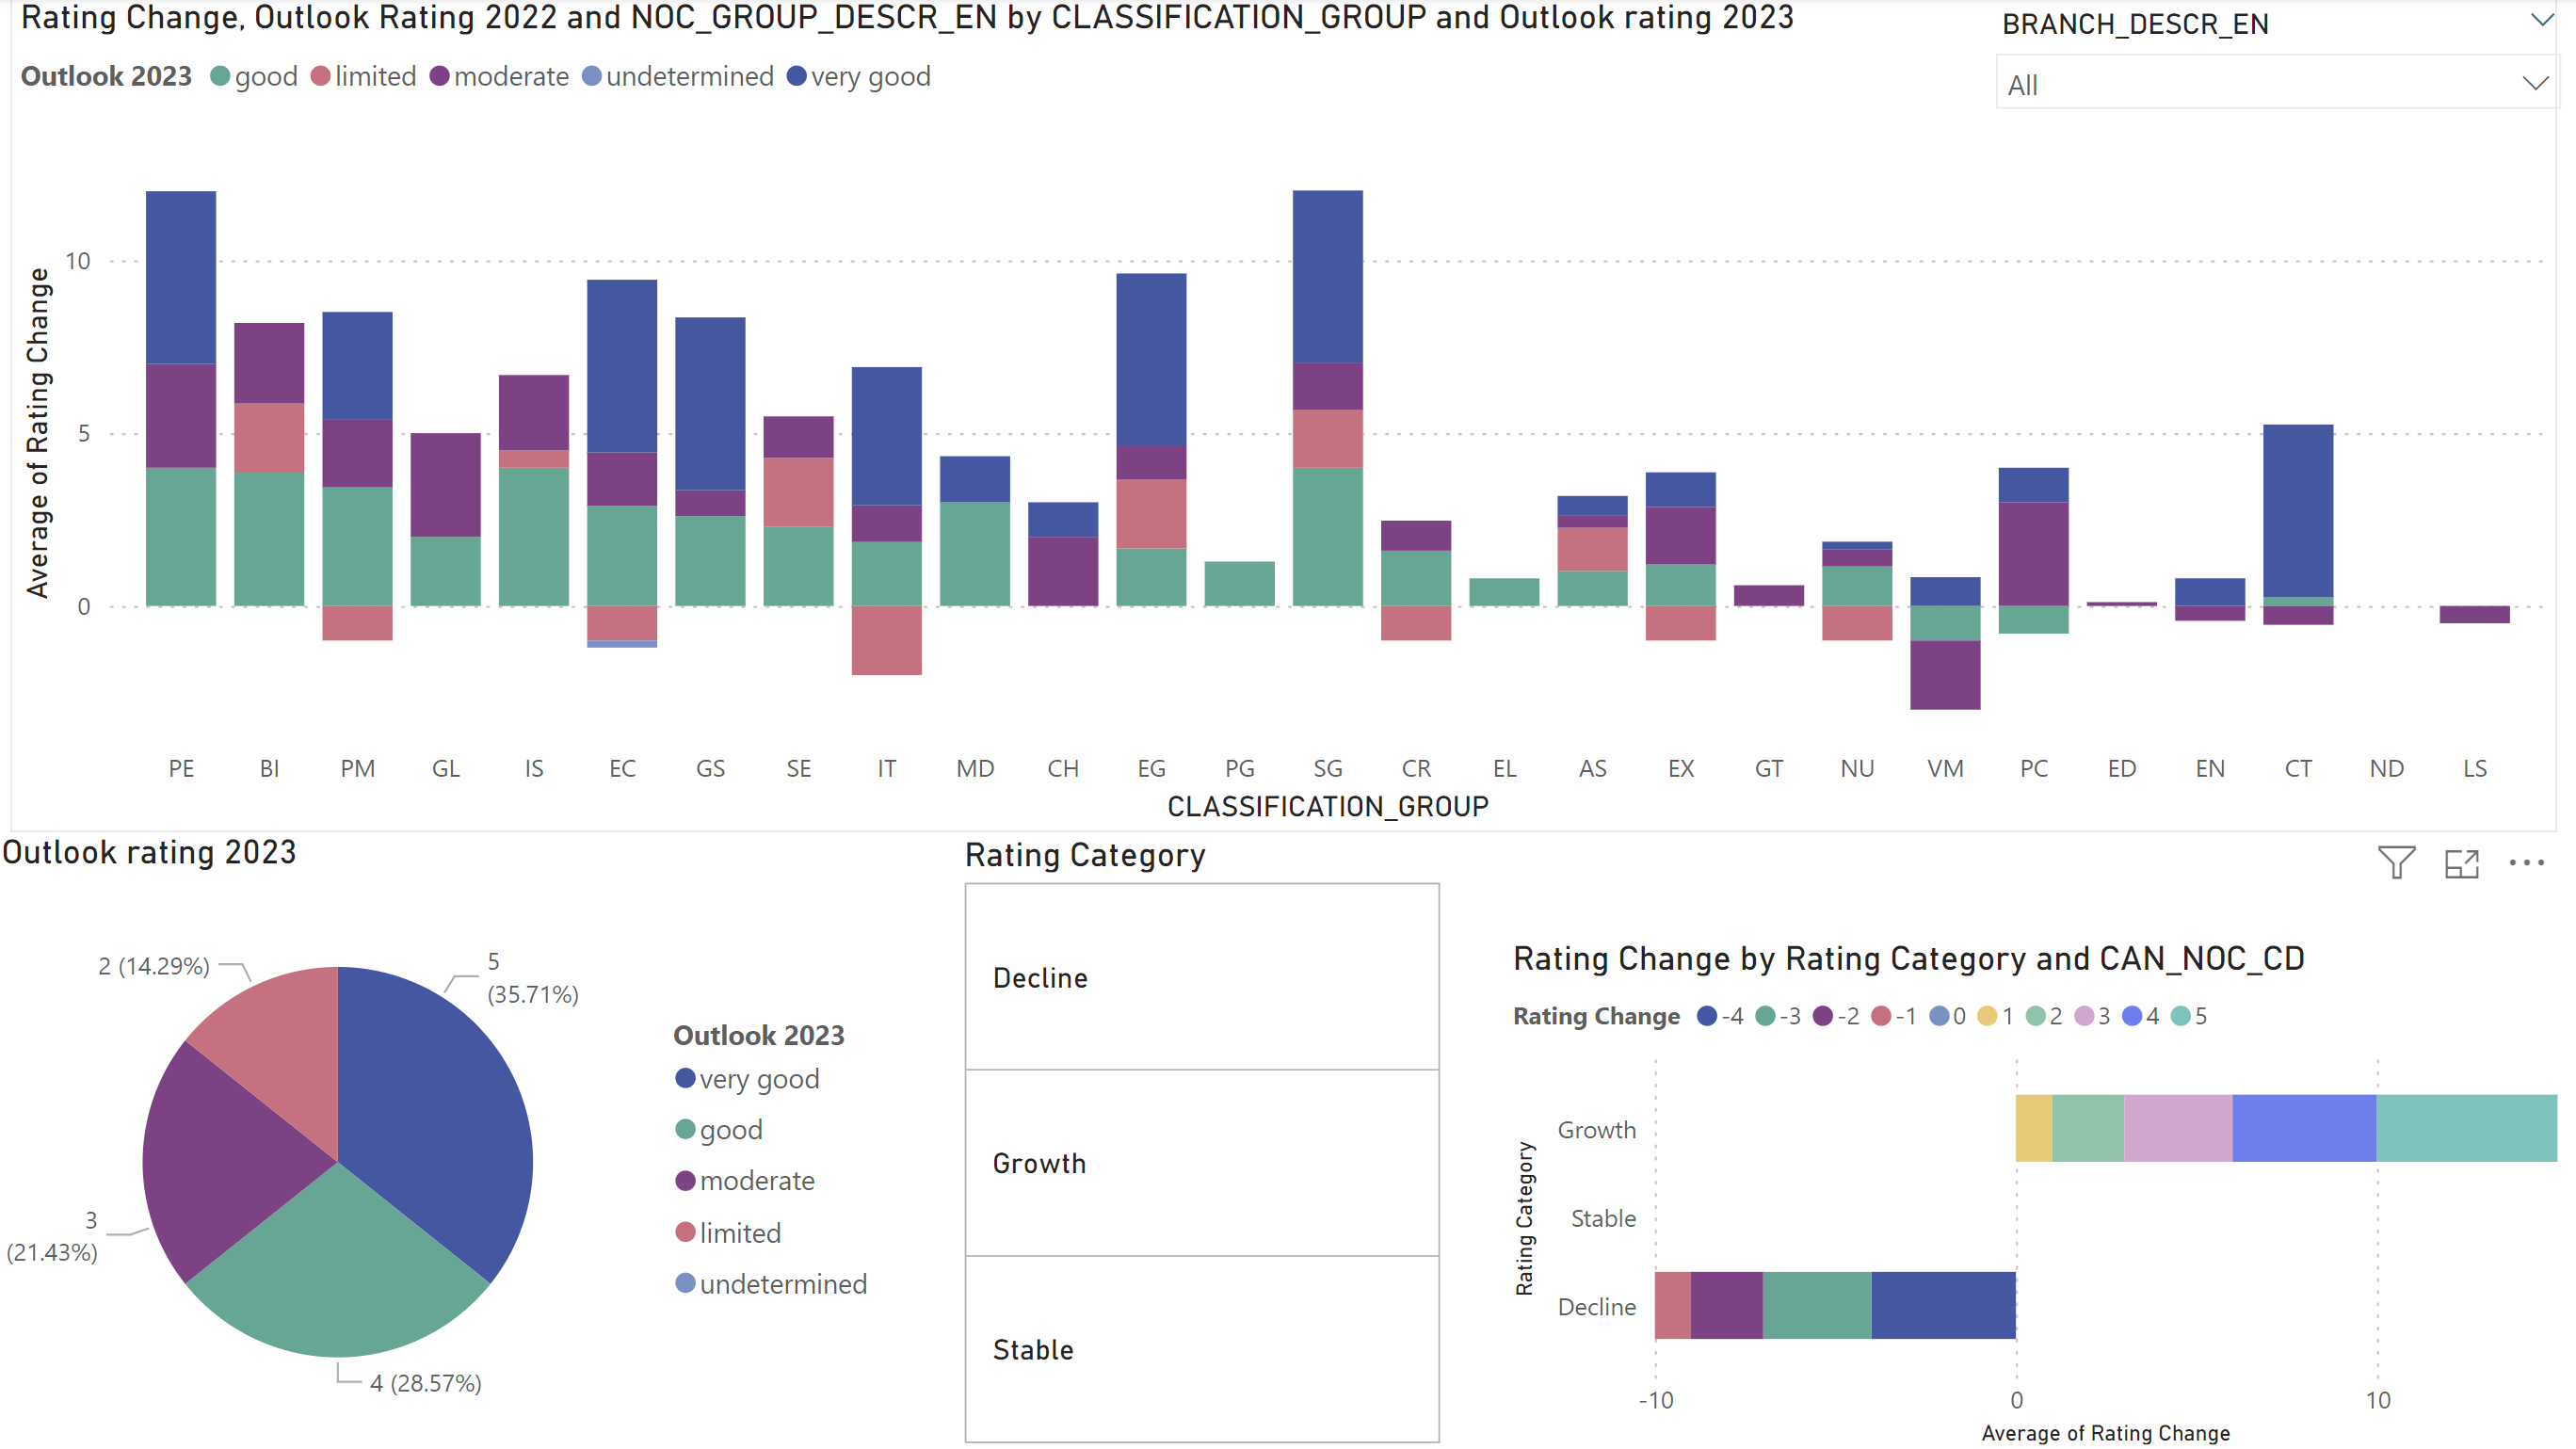 Rating Change, Outlook Rating 2022 and NOC_GROUP_DESCR_EN by CLASSIFICATION_GROUP and Outlook rating 2023
Outlook 2023 good limited moderate undetermined very good
BRANCH_DESCR_EN
All
Average of Rating Change
10
5
0
PE BI PM GL IS EC GS SE IT MD CH EG PG SG CR EL AS EX GT NU VM PC ED EN CT ND LS
CLASSIFICATION_GROUP
Outlook rating 2023
2 (14.29%)
5
(35.71%)
3
(21.43%)
4 (28.57%)
Outlook 2023
very good
good
moderate
limited
undetermined
Rating Category
Decline
Growth
Stable
Rating Change by Rating Category and CAN_NOC_CD
Rating Change -4 -3 -2 -1 0 1 2 3 4 5
Rating Category
Growth
Stable
Decline
-10 0 10
Average of Rating Change